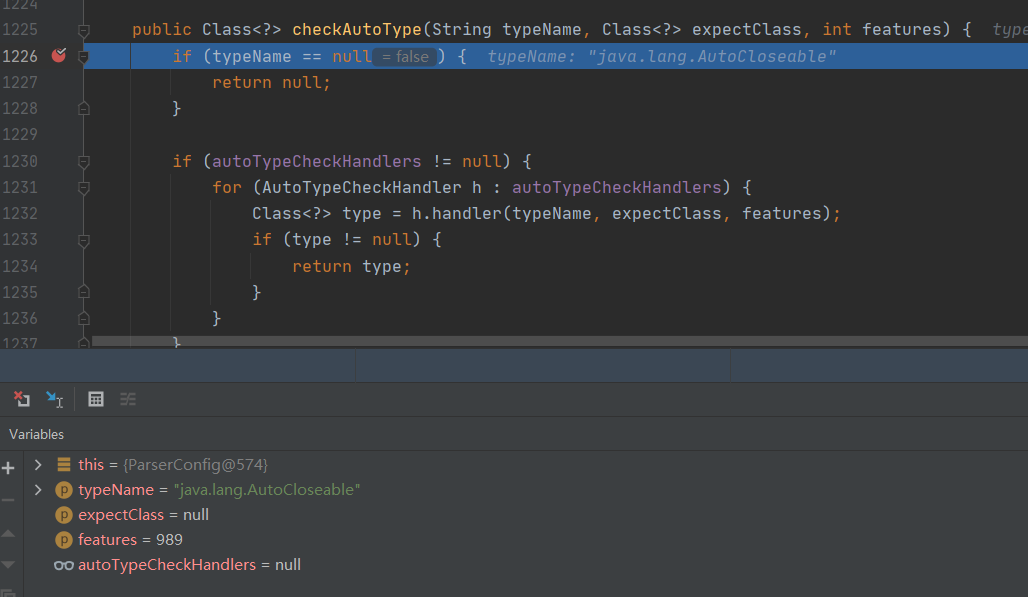 1224
1225 public Class<?> checkAutoType(String typeName, Class<?> expectClass, int features) { type
1226 if (typeName == null = false ) { typeName: "java.lang.AutoCloseable"
1227 return null;
1228 }
1229
1230 if (autoTypeCheckHandlers != null) {
1231 for (AutoTypeCheckHandler h : autoTypeCheckHandlers) {
1232 Class<?> type = h.handler(typeName, expectClass, features);
1233 if (type != null) {
1234 return type;
1235 }
1236 }
1237 }
Variables
this = {ParserConfig@574}
p typeName = "java.lang.AutoCloseable"
p expectClass = null
p features = 989
autoTypeCheckHandlers = null